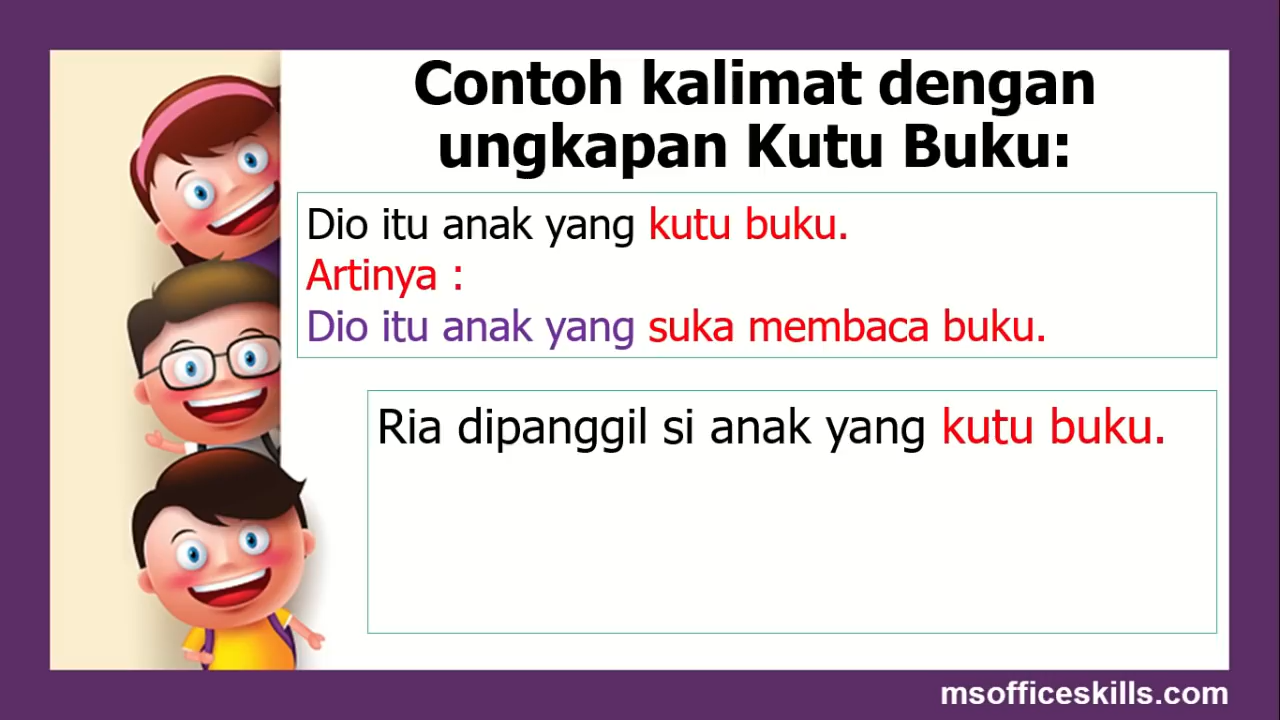 Contoh kalimat dengan
ungkapan Kutu Buku:
Dio itu anak yang kutu buku.
Artinya :
Dio itu anak yang suka membaca buku.
Ria dipanggil si anak yang kutu buku.
msofficeskills.com